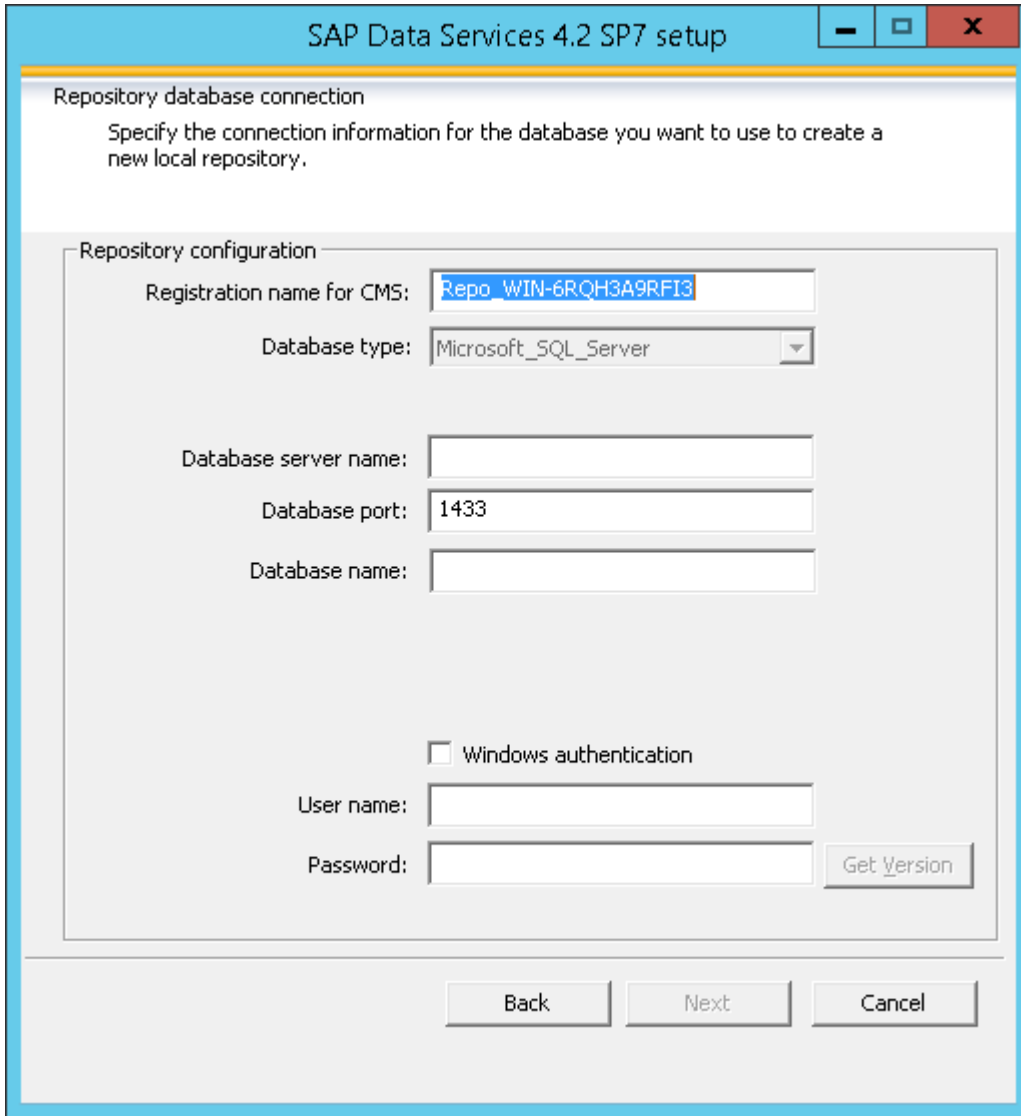 SAP Data Services 4.2 SP7 setup
Repository database connection
Specify the connection information for the database you want to use to create a
new local repository.
Repository configuration
Registration name for CMS: Repo_WIN-6RQH3A9RFI3
Database type: Microsoft_SQL_Server
Database server name:
Database port: 1433
Database name:
Windows authentication
User name:
Password: Get Version
Back Next Cancel